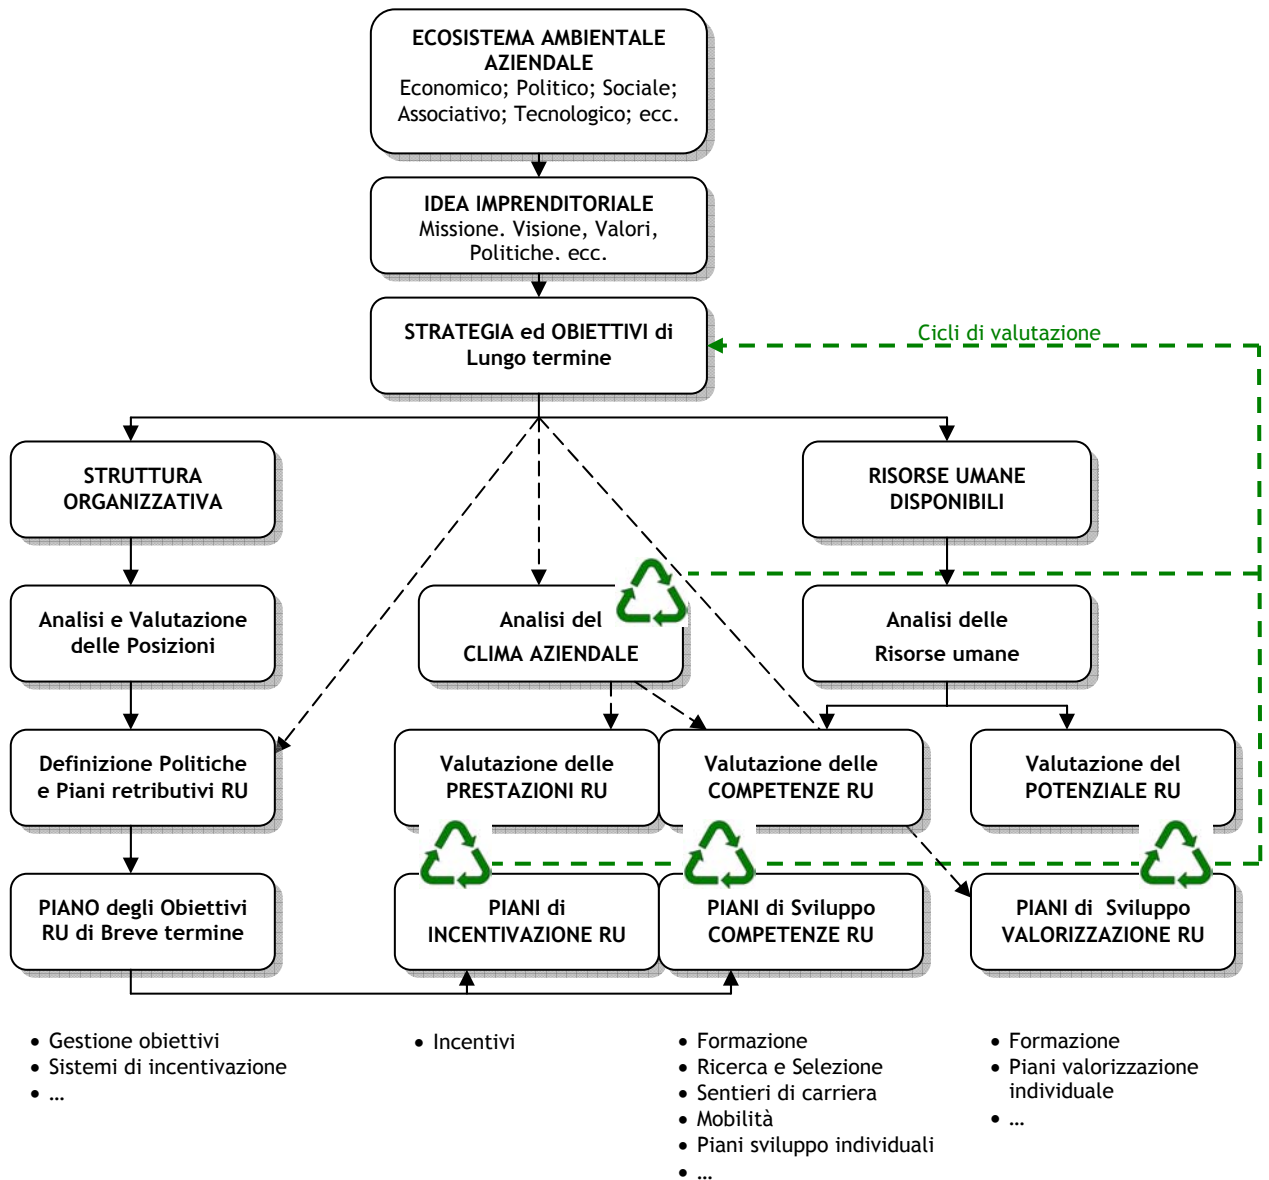 ECOSISTEMA AMBIENTALE
AZIENDALE
Economico; Politico; Sociale;
Associativo; Tecnologico; ecc.
IDEA IMPRENDITORIALE
Missione. Visione, Valori,
Politiche. ecc.
STRATEGIA ed OBIETTIVI di
Lungo termine
Cicli di valutazione
STRUTTURA
ORGANIZZATIVA
RISORSE UMANE
DISPONIBILI
Analisi e Valutazione
delle Posizioni
Analisi del
CLIMA AZIENDALE
Analisi delle
Risorse umane
Definizione Politiche
e Piani retributivi RU
Valutazione delle
PRESTAZIONI RU
Valutazione delle
COMPETENZE RU
Valutazione del
POTENZIALE RU
PIANO degli Obiettivi
RU di Breve termine
PIANI di
INCENTIVAZIONE RU
PIANI di Sviluppo
COMPETENZE RU
PIANI di Sviluppo
VALORIZZAZIONE RU
• Gestione obiettivi
• Sistemi di incentivazione
• …
• Incentivi
• Formazione
• Ricerca e Selezione
• Sentieri di carriera
• Mobilità
• Piani sviluppo individuali
• …
• Formazione
• Piani valorizzazione
individuale
• …